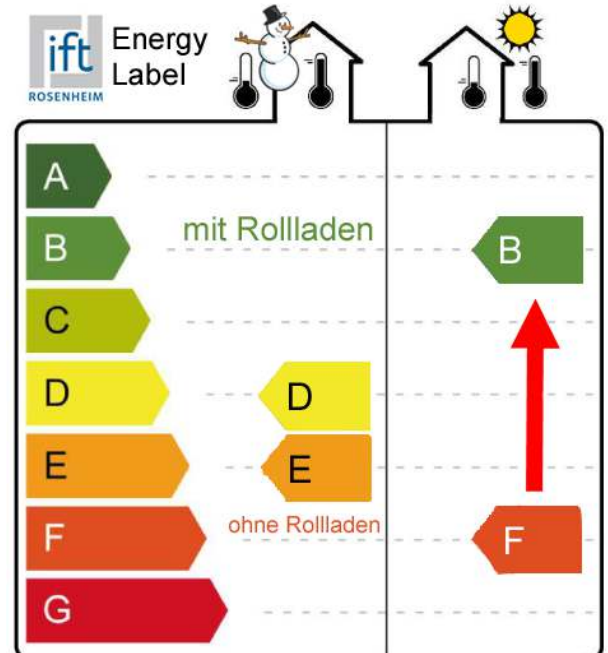 ift
ROSENHEIM
Energy
Label
A
B
mit Rollladen
B
C
D
D
E
E
ohne Rollladen
F
F
G